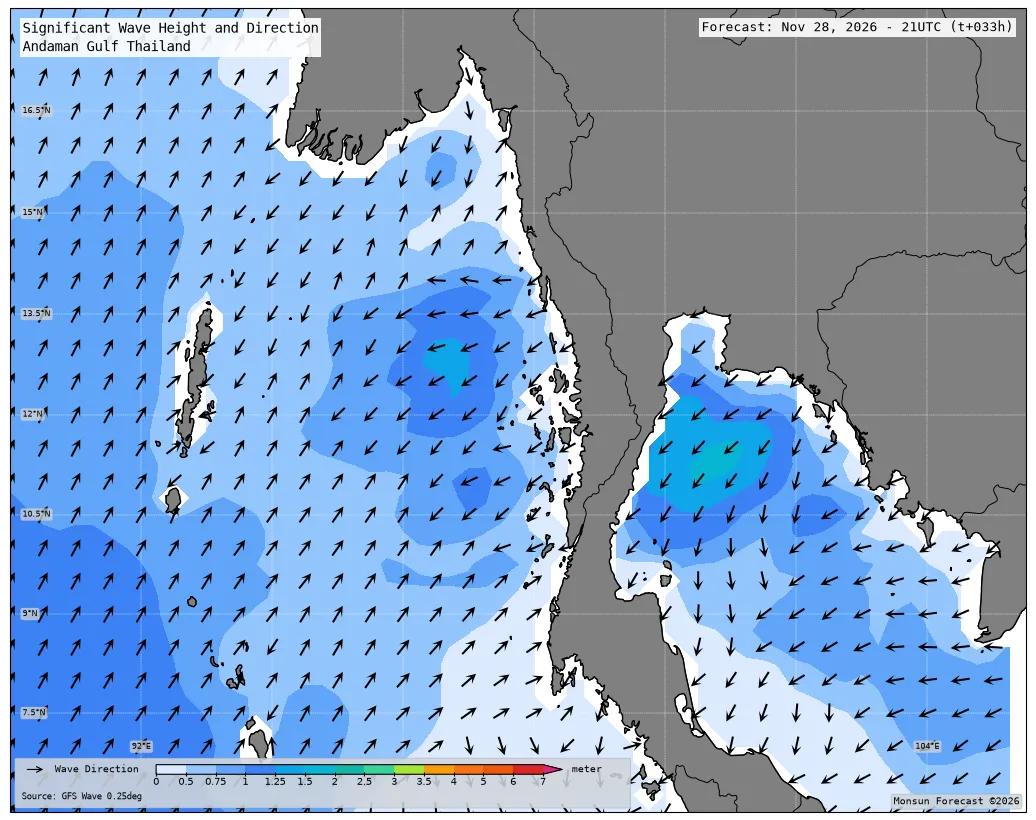 Significant Wave Height and Direction
Andaman Gulf Thailand
Forecast: Nov 28, 2026 - 21UTC (t+033h)
16.5°N
15°N
13.5°N
12°N
10.5°N
9°N
7.5°N
92°E
104°E
Wave Direction
meter
0 0.5 0.75 1 1.25 1.5 2 2.5 3 3.5 4 5 6 7
Source: GFS Wave 0.25deg
Monsun Forecast ©2026